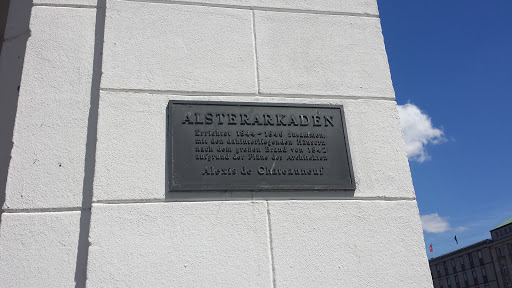 ALSTERARKADEN
Errichtet 1844-1846 zusammen,
mit den dahinterliegenden Häusern
nach dem großen Brand von 1842
aufgrund der Pläne des Architekten
Alexis de Chateauneuf